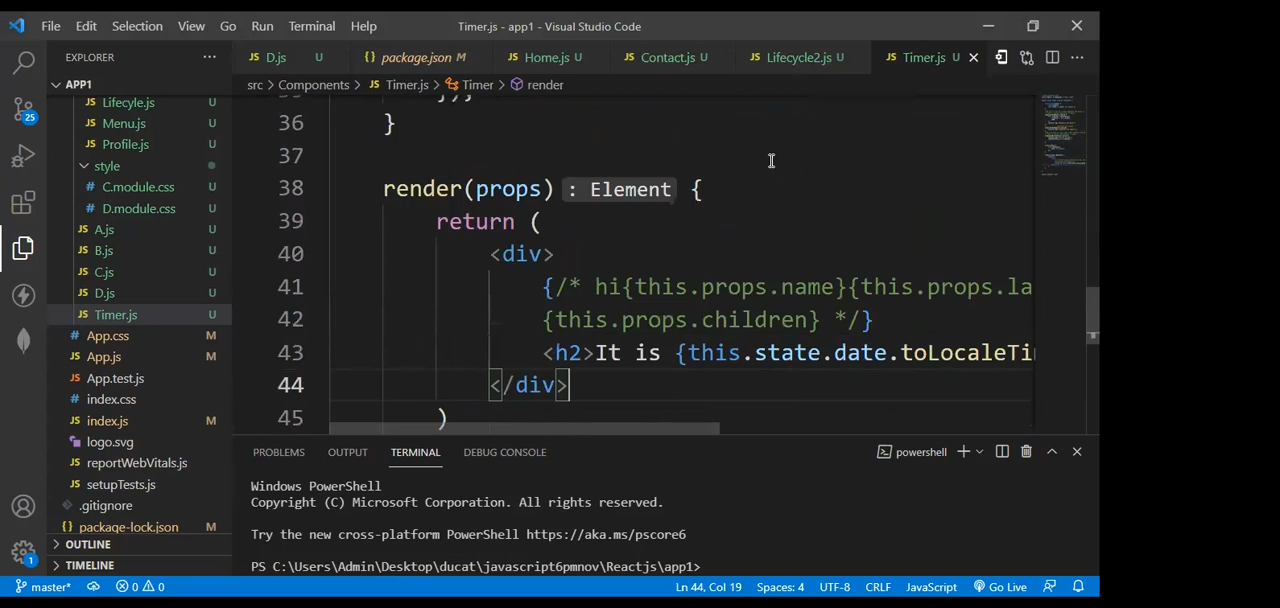 File Edit Selection View Go Run Terminal Help Timer.js - app1 - Visual Studio Code
EXPLORER
D.js U package.json M Home.js U Contact.js U Lifecycle2.js U Timer.js U
APP1
src > Components > Timer.js > Timer > render
Lifecyle.js U
Menu.js U
Profile.js U
style
C.module.css U
D.module.css U
A.js U
B.js U
C.js U
D.js U
Timer.js U
App.css M
App.js M
App.test.js
index.css
index.js M
logo.svg
reportWebVitals.js
setupTests.js
.gitignore
package-lock.json M
OUTLINE
TIMELINE
25
1
36 }
37
38 render(props) : Element {
39 return (
40 <div>
41 {/* hi{this.props.name}{this.props.la
42 {this.props.children} */}
43 <h2>It is {this.state.date.toLocaleTi
44 </div>
45 )
PROBLEMS OUTPUT TERMINAL DEBUG CONSOLE powershell
Windows PowerShell
Copyright (C) Microsoft Corporation. All rights reserved.
Try the new cross-platform PowerShell https://aka.ms/pscore6
PS C:\Users\Admin\Desktop\ducat\javascript6pmnov\Reactjs\app1>
master* 0 0 Ln 44, Col 19 Spaces: 4 UTF-8 CRLF JavaScript Go Live